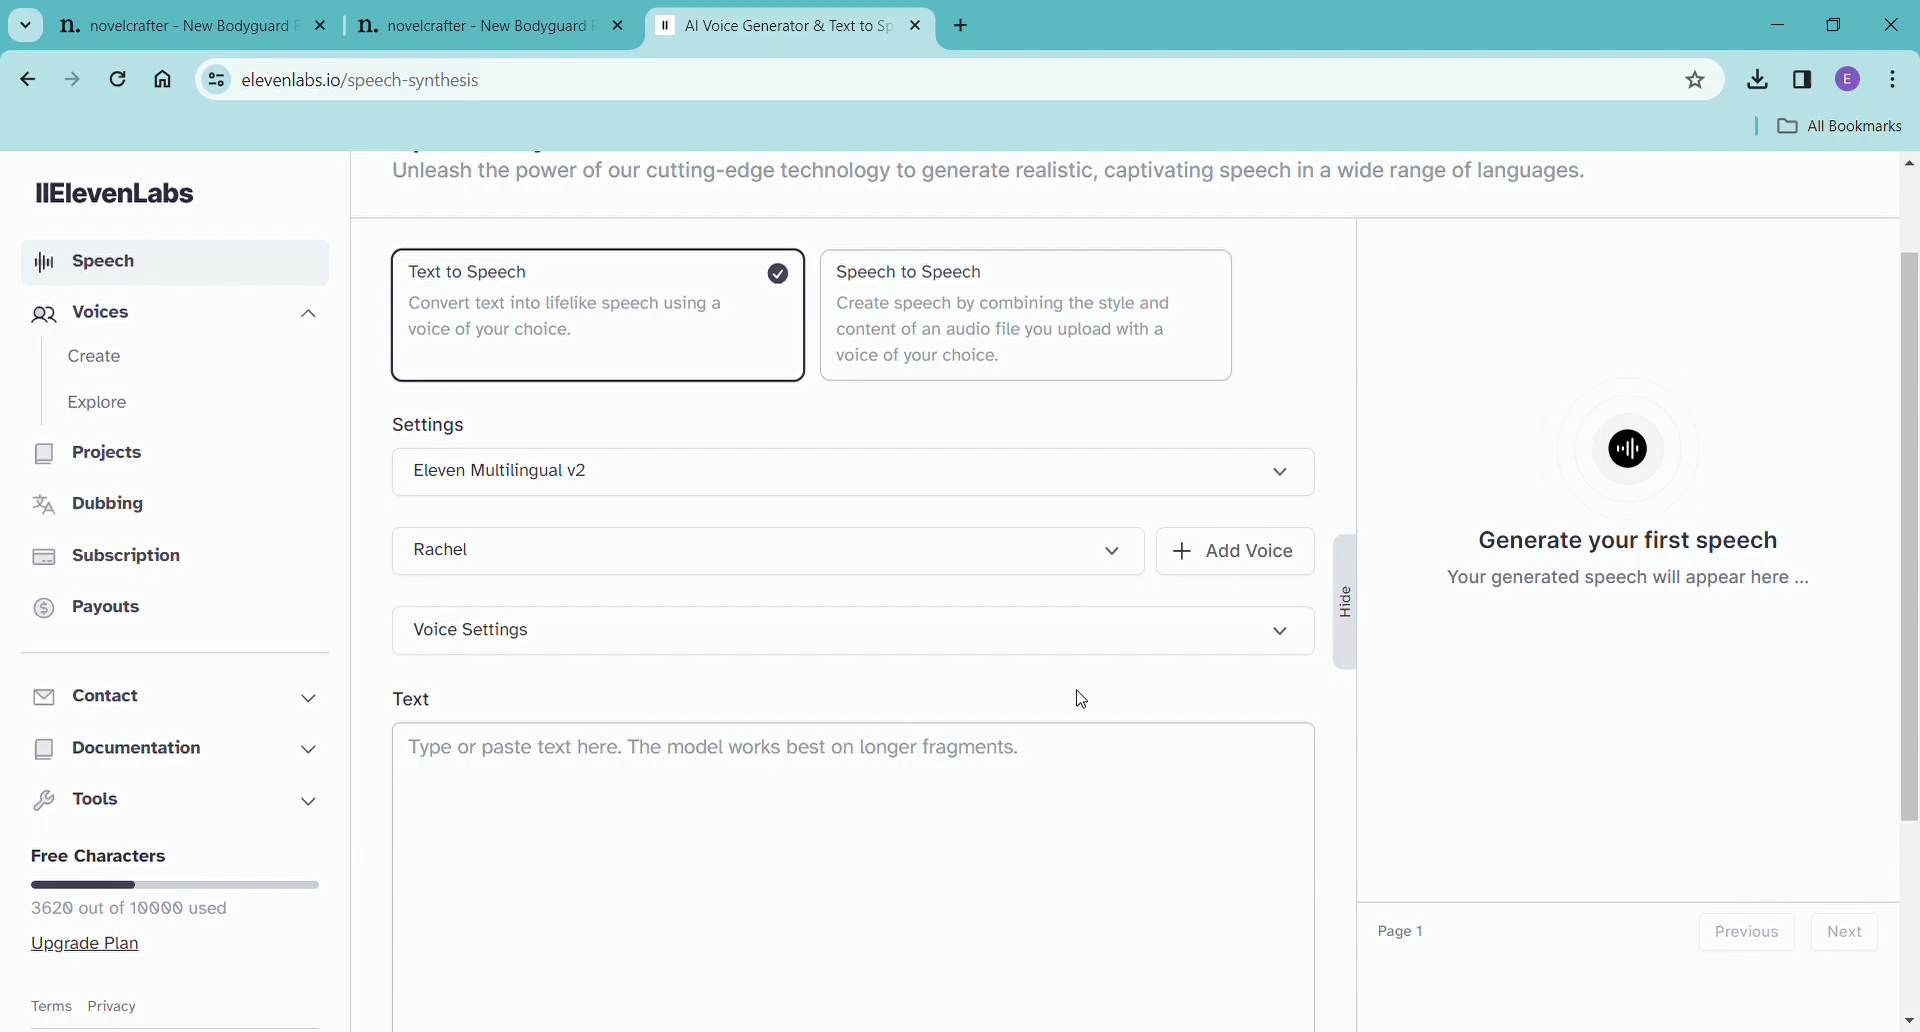 n. novelcrafter - New Bodyguard
n. novelcrafter - New Bodyguard
AI Voice Generator & Text to Sp
elevenlabs.io/speech-synthesis
E
All Bookmarks
IIElevenLabs
Speech
Voices
Create
Explore
Projects
Dubbing
Subscription
Payouts
Contact
Documentation
Tools
Free Characters
3620 out of 10000 used
Upgrade Plan
Terms Privacy
Unleash the power of our cutting-edge technology to generate realistic, captivating speech in a wide range of languages.
Text to Speech
Convert text into lifelike speech using a
voice of your choice.
Speech to Speech
Create speech by combining the style and
content of an audio file you upload with a
voice of your choice.
Settings
Eleven Multilingual v2
Rachel
Add Voice
Voice Settings
Text
Type or paste text here. The model works best on longer fragments.
Hide
Generate your first speech
Your generated speech will appear here ...
Page 1
Previous
Next